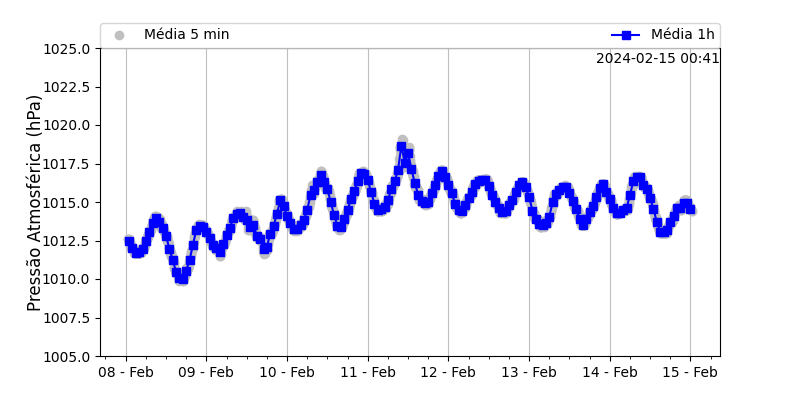 Média 5 min
Média 1h
2024-02-15 00:41
Pressão Atmosférica (hPa)
1025.0
1022.5
1020.0
1017.5
1015.0
1012.5
1010.0
1007.5
1005.0
08 - Feb
09 - Feb
10 - Feb
11 - Feb
12 - Feb
13 - Feb
14 - Feb
15 - Feb